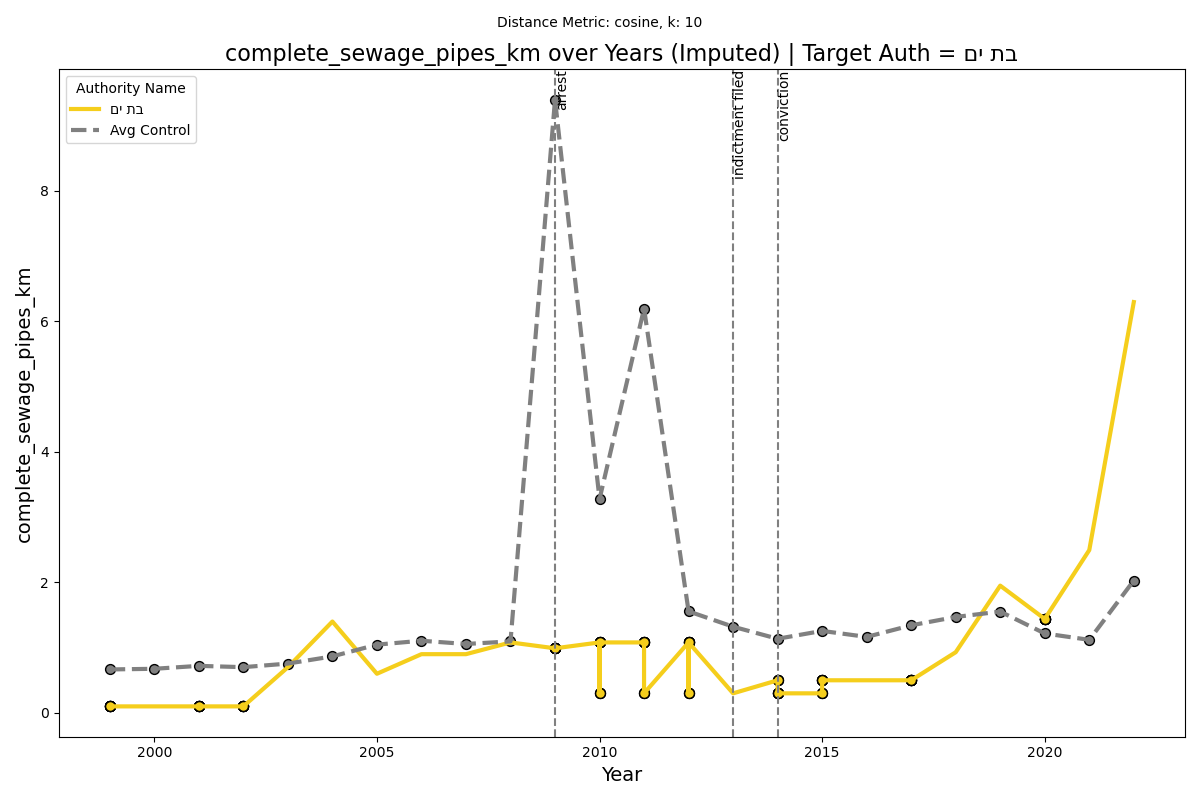 Distance Metric: cosine, k: 10
complete_sewage_pipes_km over Years (Imputed) | Target Auth = בת ים
Authority Name
בת ים
Avg Control
arrest
indictment filed
conviction
complete_sewage_pipes_km
8
6
4
2
0
2000
2005
2010
2015
2020
Year